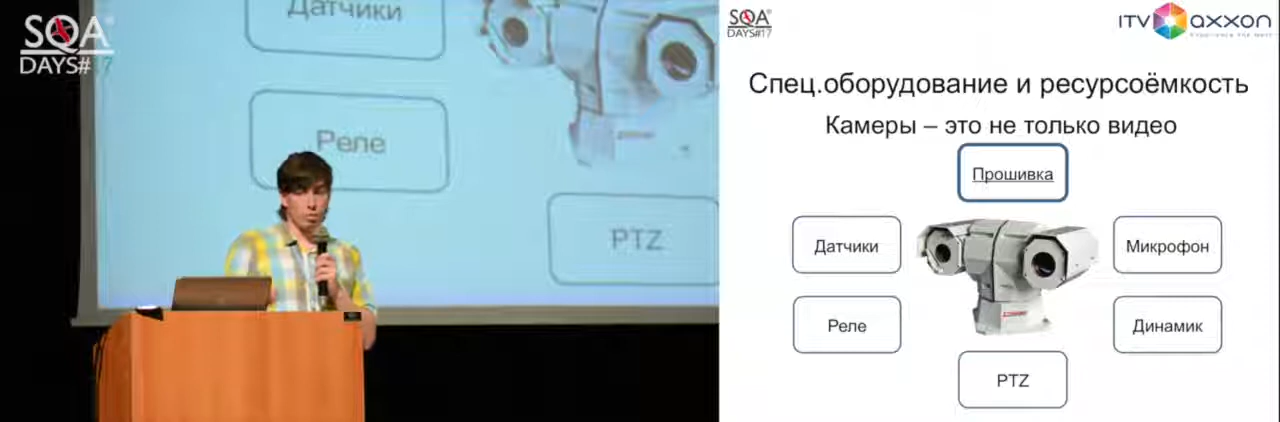 SQA
DAYS#17
Датчики
Реле
PTZ
SQA
DAYS#17
ITV axxon
Спец.оборудование и ресурсоёмкость
Камеры – это не только видео
Прошивка
Датчики
Микрофон
Реле
Динамик
PTZ